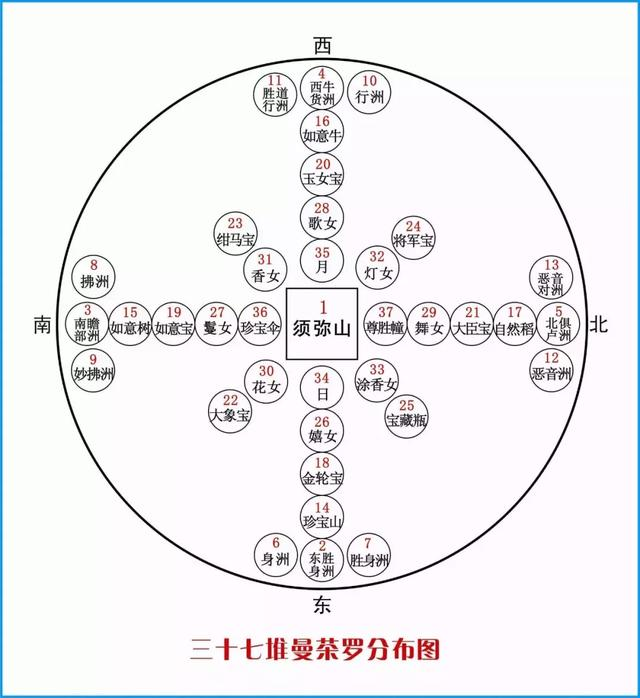 西
11
胜道
行洲
4
西牛
货洲
10
行洲
16
如意牛
20
玉女宝
28
歌女
23
绀马宝
24
将军宝
35
月
31
香女
32
灯女
8
拂洲
13
恶音
对洲
南
3
南瞻
部洲
15
如意树
19
如意宝
27
鬘女
36
珍宝伞
1
须弥山
37
尊胜幢
29
舞女
21
大臣宝
17
自然稻
5
北俱
卢洲
北
9
妙拂洲
12
恶音洲
30
花女
34
日
33
涂香女
22
大象宝
25
宝藏瓶
26
嬉女
18
金轮宝
14
珍宝山
6
身洲
2
东胜
身洲
7
胜身洲
东
三十七堆曼茶罗分布图